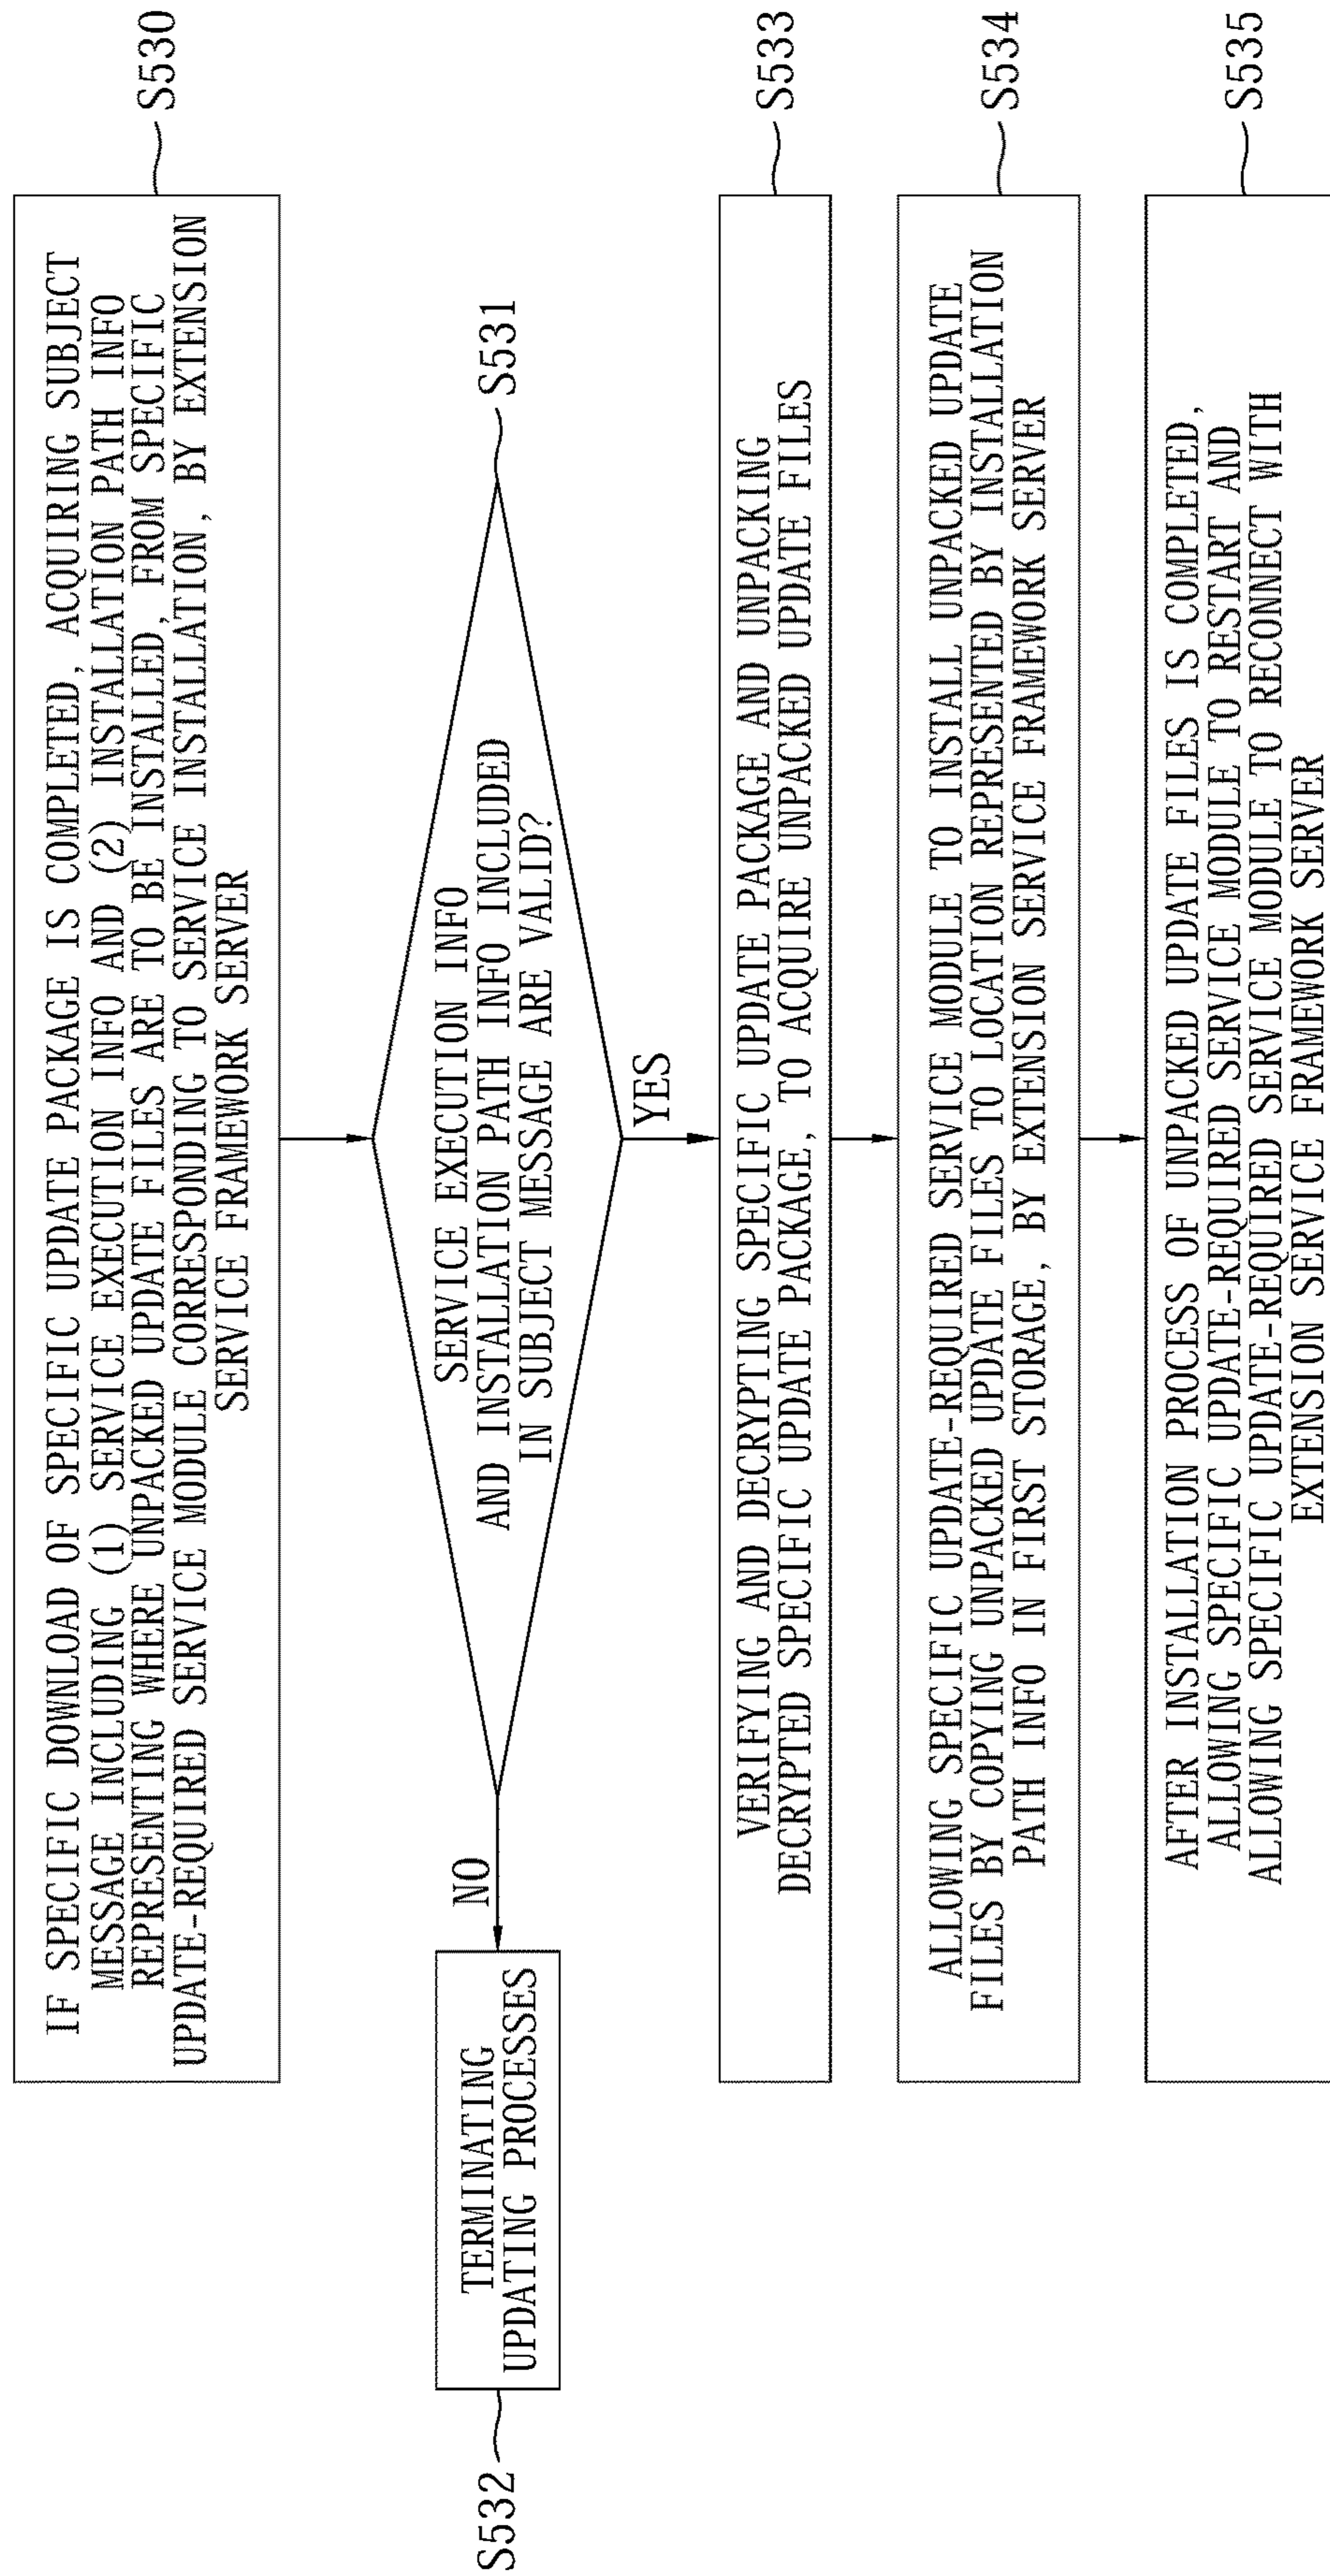 IF SPECIFIC DOWNLOAD OF SPECIFIC UPDATE PACKAGE IS COMPLETED, ACQUIRING SUBJECT
MESSAGE INCLUDING (1) SERVICE EXECUTION INFO AND (2) INSTALLATION PATH INFO
REPRESENTING WHERE UNPACKED UPDATE FILES ARE TO BE INSTALLED, FROM SPECIFIC
UPDATE-REQUIRED SERVICE MODULE CORRESPONDING TO SERVICE INSTALLATION, BY EXTENSION
SERVICE FRAMEWORK SERVER
S530
SERVICE EXECUTION INFO
AND INSTALLATION PATH INFO INCLUDED
IN SUBJECT MESSAGE ARE VALID?
S531
NO
TERMINATING
UPDATING PROCESSES
S532
YES
VERIFYING AND DECRYPTING SPECIFIC UPDATE PACKAGE AND UNPACKING
DECRYPTED SPECIFIC UPDATE PACKAGE, TO ACQUIRE UNPACKED UPDATE FILES
S533
ALLOWING SPECIFIC UPDATE-REQUIRED SERVICE MODULE TO INSTALL UNPACKED UPDATE
FILES BY COPYING UNPACKED UPDATE FILES TO LOCATION REPRESENTED BY INSTALLATION
PATH INFO IN FIRST STORAGE, BY EXTENSION SERVICE FRAMEWORK SERVER
S534
AFTER INSTALLATION PROCESS OF UNPACKED UPDATE FILES IS COMPLETED,
ALLOWING SPECIFIC UPDATE-REQUIRED SERVICE MODULE TO RESTART AND
ALLOWING SPECIFIC UPDATE-REQUIRED SERVICE MODULE TO RECONNECT WITH
EXTENSION SERVICE FRAMEWORK SERVER
S535